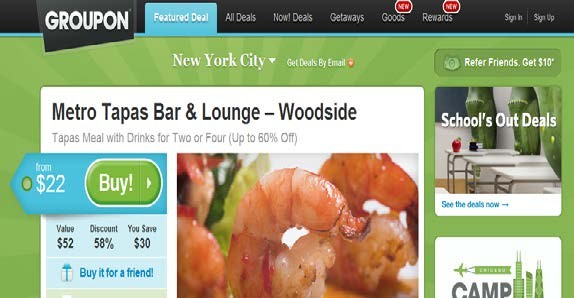 GROUPON
Featured Deal All Deals Now! Deals Getaways Goods Rewards Sign In Sign Up
NEW NEW
New York City Get Deals By Email
Refer Friends. Get $10*
Metro Tapas Bar & Lounge – Woodside
Tapas Meal with Drinks for Two or Four (Up to 60% Off)
from
$22
Buy!
Value Discount You Save
$52 58% $30
Buy it for a friend!
School's Out Deals
See the deals now →
CHICAGO
CAMP